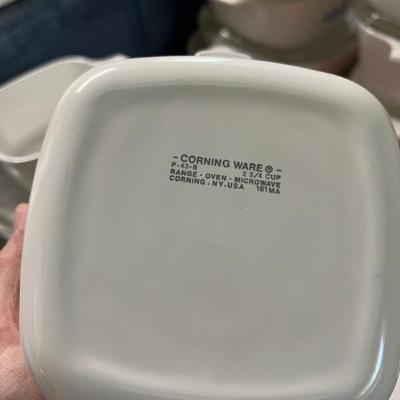 - CORNING WARE® -
P-43-B 2 3/4 CUP
RANGE - OVEN - MICROWAVE
CORNING, NY. USA 181MA